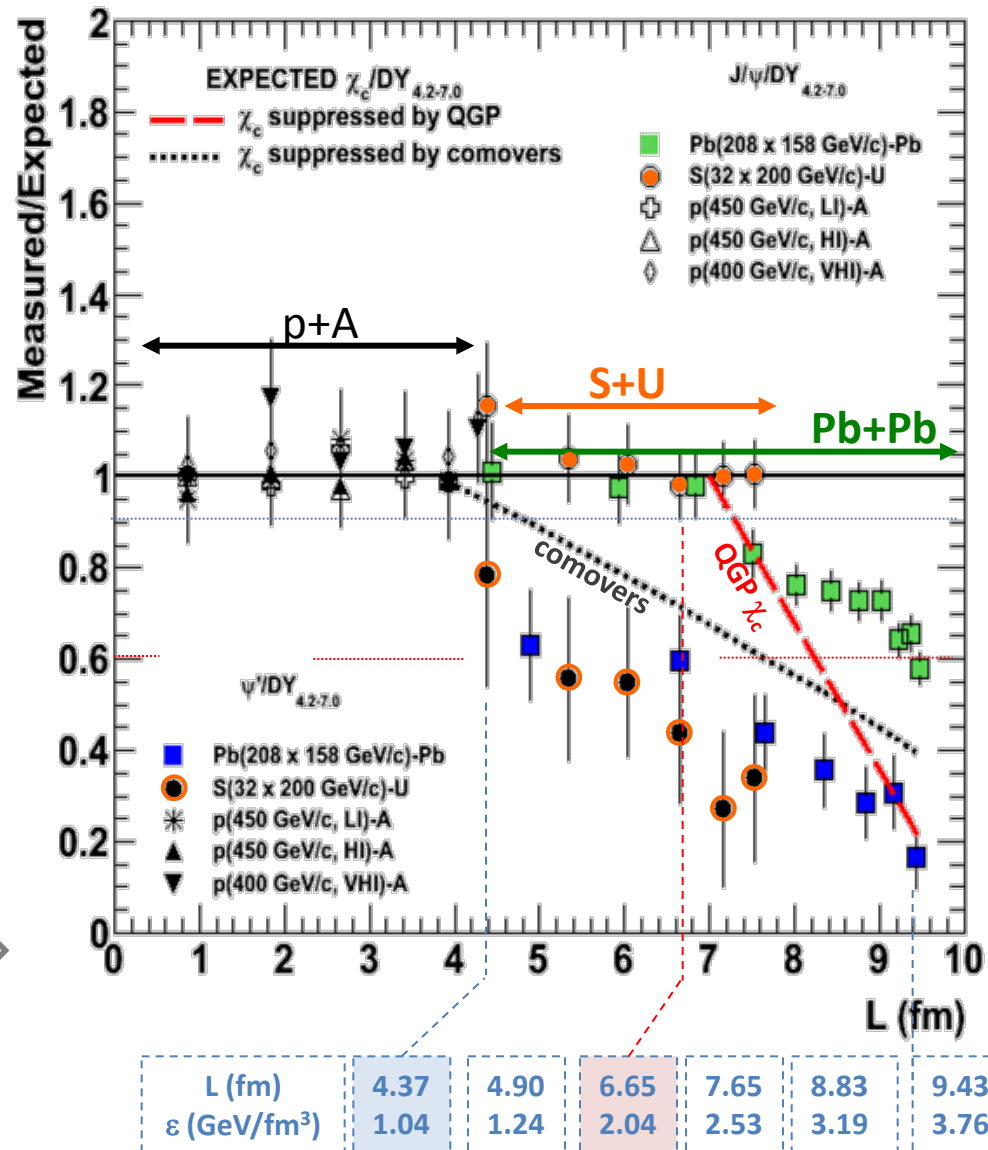 Measured/Expected
2
1.8
1.6
1.4
1.2
1
0.8
0.6
0.4
0.2
0
EXPECTED χc/DY4.2-7.0
χc suppressed by QGP
χc suppressed by comovers
J/ψ/DY4.2-7.0
Pb(208 x 158 GeV/c)-Pb
S(32 x 200 GeV/c)-U
p(450 GeV/c, LI)-A
p(450 GeV/c, HI)-A
p(400 GeV/c, VHI)-A
p+A
S+U
Pb+Pb
comovers
QGP χc
ψ'/DY4.2-7.0
Pb(208 x 158 GeV/c)-Pb
S(32 x 200 GeV/c)-U
p(450 GeV/c, LI)-A
p(450 GeV/c, HI)-A
p(400 GeV/c, VHI)-A
0 1 2 3 4 5 6 7 8 9 10
L (fm)
L (fm) 4.37 4.90 6.65 7.65 8.83 9.43
ε (GeV/fm³) 1.04 1.24 2.04 2.53 3.19 3.76